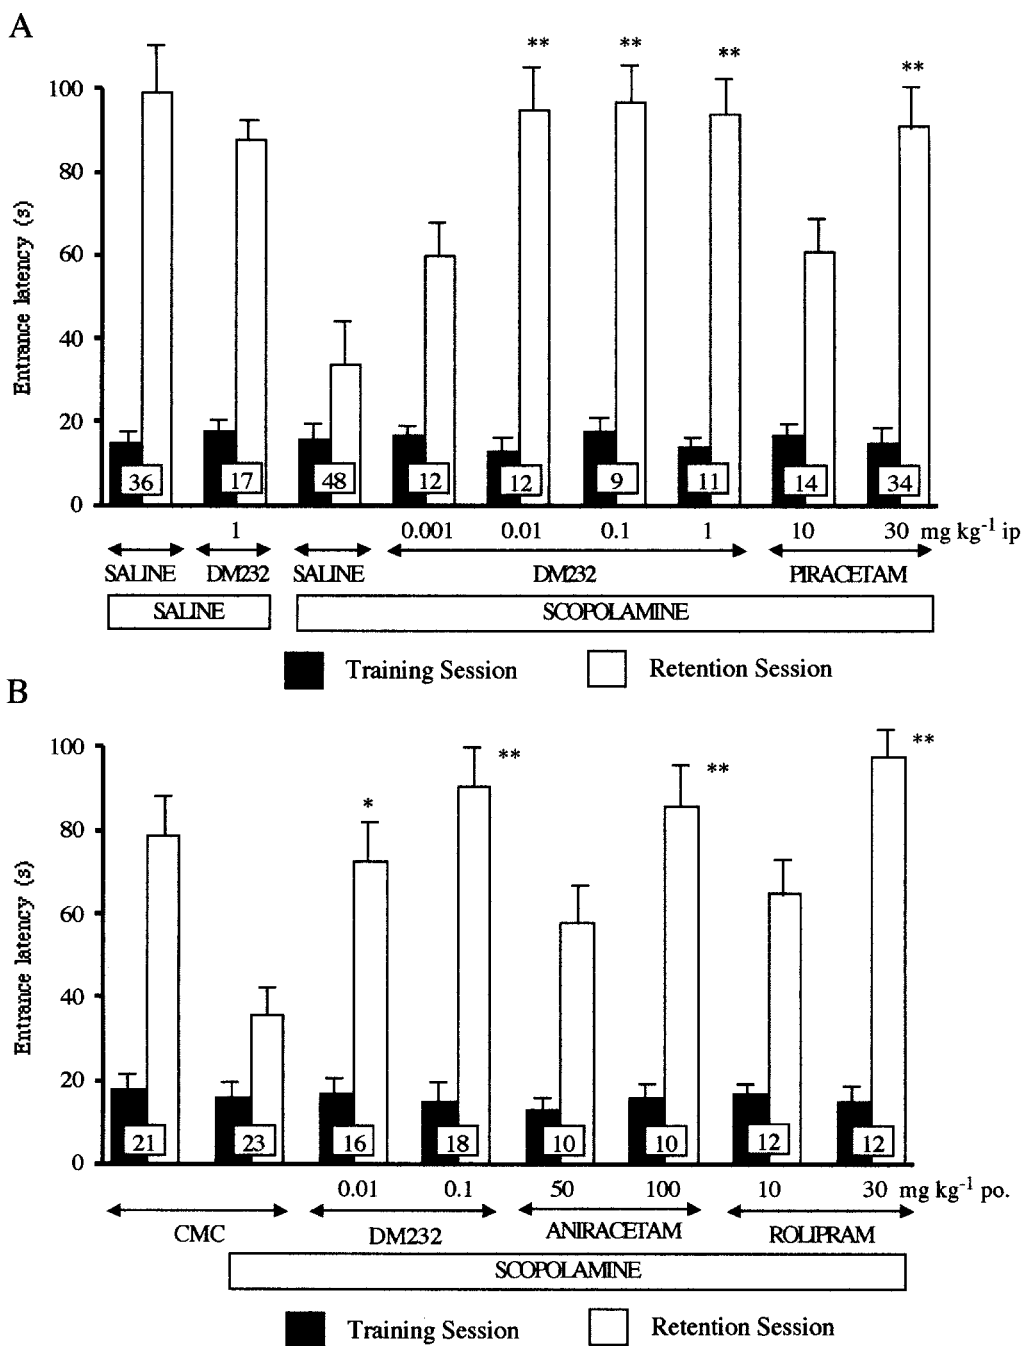 A
Entrance latency (s)
100
80
60
40
20
0
** ** ** **
36 17 48 12 12 9 11 14 34
1 0.001 0.01 0.1 1 10 30 mg kg-1 ip
SALINE DM232 SALINE DM232 PIRACETAM
SALINE SCOPOLAMINE
Training Session Retention Session
B
Entrance latency (s)
100
80
60
40
20
0
* ** ** **
21 23 16 18 10 10 12 12
0.01 0.1 50 100 10 30 mg kg-1 po.
CMC DM232 ANIRACETAM ROLIPRAM
SCOPOLAMINE
Training Session Retention Session